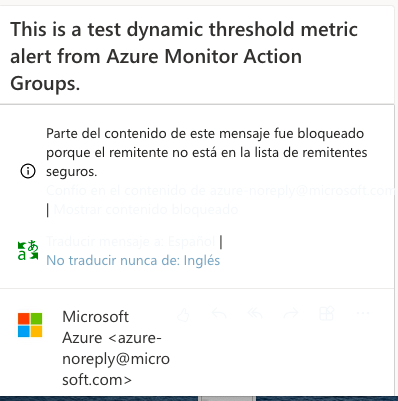 This is a test dynamic threshold metric
alert from Azure Monitor Action
Groups.
Parte del contenido de este mensaje fue bloqueado
porque el remitente no está en la lista de remitentes
seguros.
Confío en el contenido de azure-noreply@microsoft.com
| Mostrar contenido bloqueado
Traducir mensaje a: Español |
No traducir nunca de: Inglés
Microsoft
Azure <azure-
noreply@micro
soft.com>